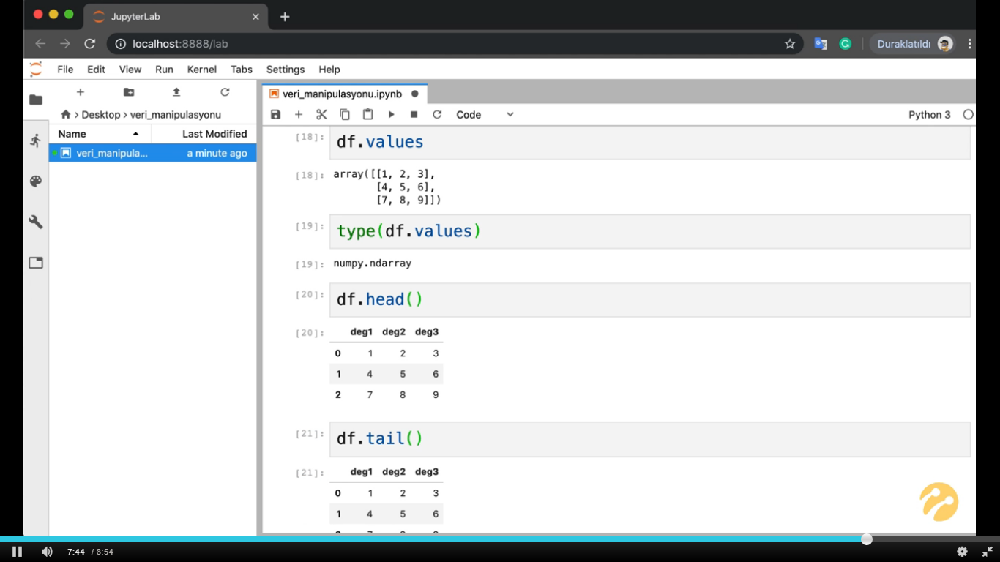 JupyterLab
localhost:8888/lab
Duraklatıldı
File Edit View Run Kernel Tabs Settings Help
veri_manipulasyonu.ipynb
Desktop > veri_manipulasyonu
Code
Python 3
Name Last Modified
veri_manipula... a minute ago
[18]: df.values
[18]: array([[1, 2, 3],
[4, 5, 6],
[7, 8, 9]])
[19]: type(df.values)
[19]: numpy.ndarray
[20]: df.head()
[20]: deg1 deg2 deg3
0 1 2 3
1 4 5 6
2 7 8 9
[21]: df.tail()
[21]: deg1 deg2 deg3
0 1 2 3
1 4 5 6
7:44 / 8:54